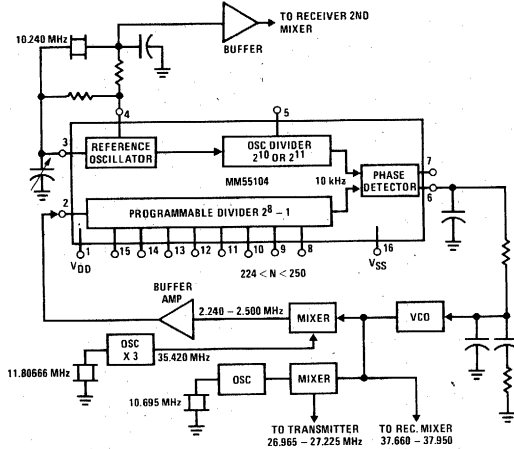 TO RECEIVER 2ND
MIXER
10.240 MHz
BUFFER
4
5
3
REFERENCE
OSCILLATOR
OSC DIVIDER
2^10 OR 2^11
7
MM55104
10 kHz
PHASE
DETECTOR
6
2
PROGRAMMABLE DIVIDER 2^8 – 1
1
15
14
13
12
11
10
9
8
16
VDD
VSS
224 < N < 250
BUFFER
AMP
2.240 – 2.500 MHz
MIXER
VCO
OSC
X 3
35.420 MHz
11.80666 MHz
OSC
MIXER
10.695 MHz
TO TRANSMITTER
26.965 – 27.225 MHz
TO REC. MIXER
37.660 - 37.950